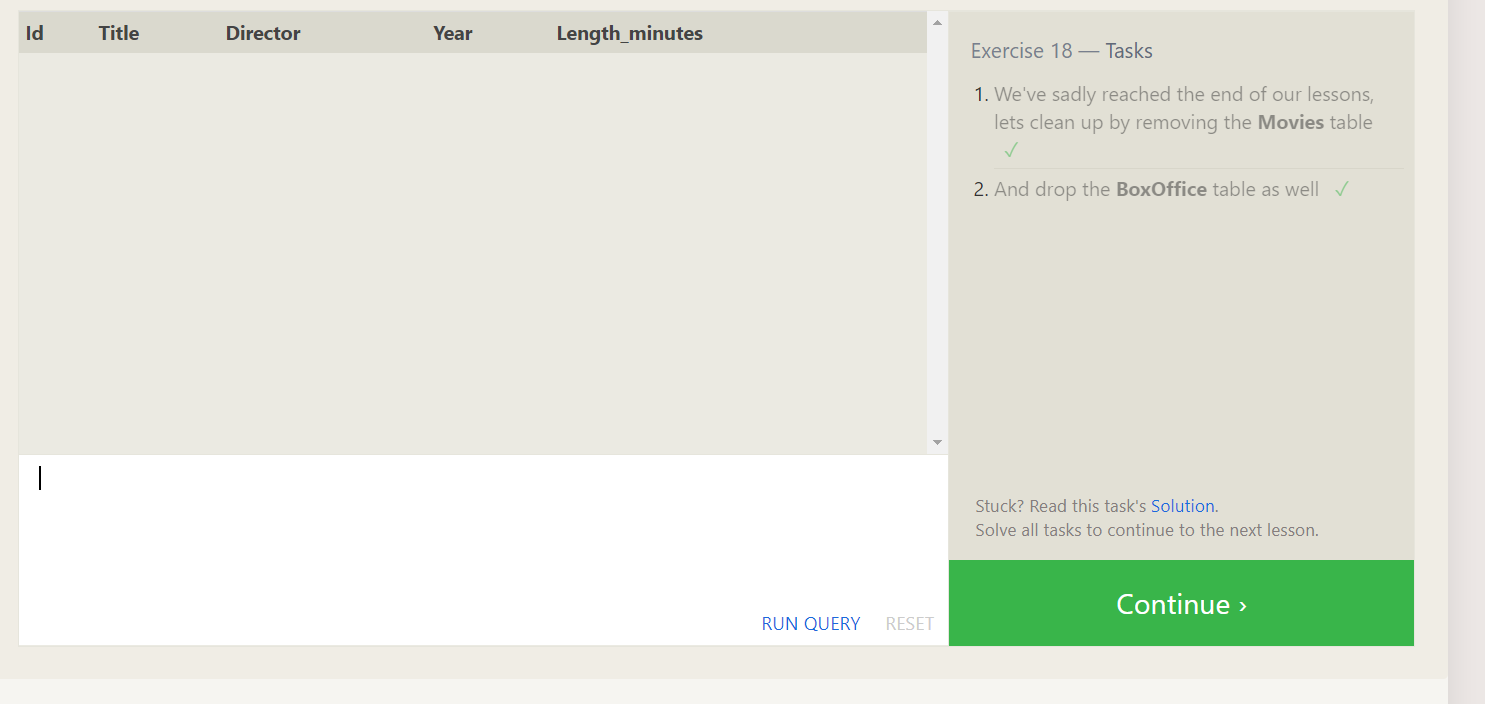 Id Title Director Year Length_minutes
Exercise 18 — Tasks
1. We've sadly reached the end of our lessons,
lets clean up by removing the Movies table
✓
2. And drop the BoxOffice table as well ✓
Stuck? Read this task's Solution.
Solve all tasks to continue to the next lesson.
RUN QUERY RESET
Continue ›